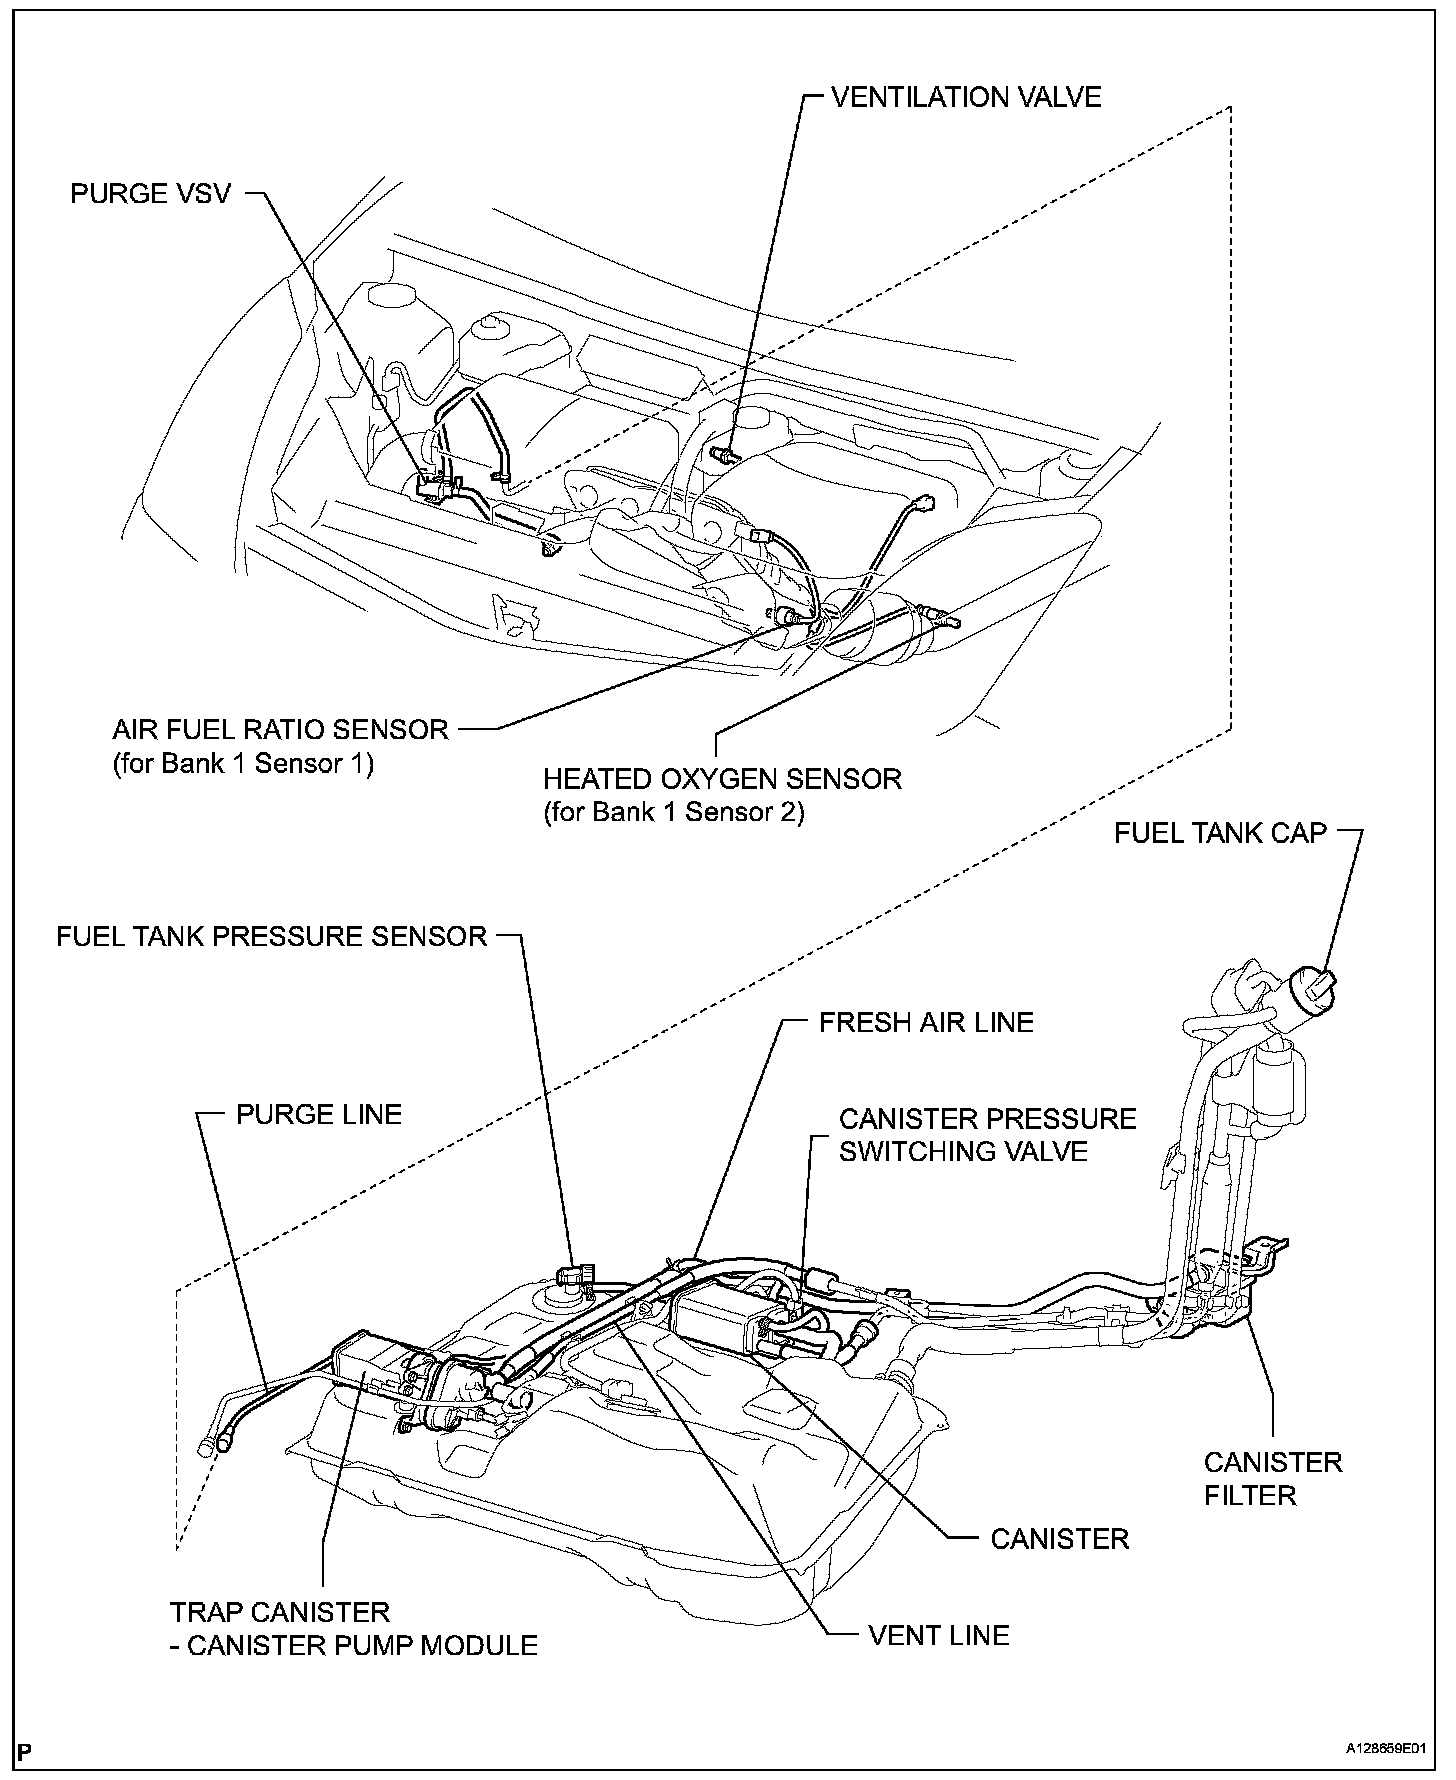 VENTILATION VALVE
PURGE VSV
AIR FUEL RATIO SENSOR
(for Bank 1 Sensor 1)
HEATED OXYGEN SENSOR
(for Bank 1 Sensor 2)
FUEL TANK CAP
FUEL TANK PRESSURE SENSOR
FRESH AIR LINE
PURGE LINE
CANISTER PRESSURE
SWITCHING VALVE
CANISTER
FILTER
CANISTER
TRAP CANISTER
- CANISTER PUMP MODULE
VENT LINE
P
A128659E01